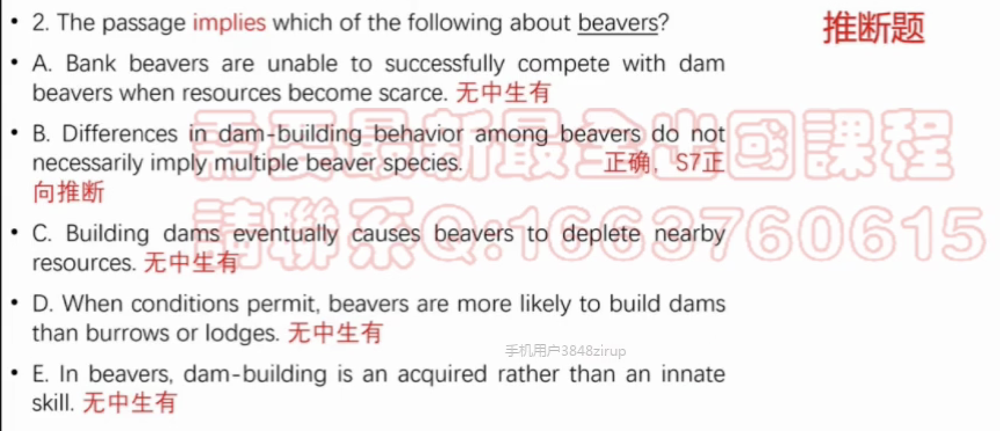 • 2. The passage implies which of the following about beavers?
推断题
• A. Bank beavers are unable to successfully compete with dam
beavers when resources become scarce. 无中生有
需要最新最全出國課程
• B. Differences in dam-building behavior among beavers do not
necessarily imply multiple beaver species. 正确，S7正
向推断
請聯系Q:1663760615
• C. Building dams eventually causes beavers to deplete nearby
resources. 无中生有
• D. When conditions permit, beavers are more likely to build dams
than burrows or lodges. 无中生有
手机用户3848zirup
• E. In beavers, dam-building is an acquired rather than an innate
skill. 无中生有